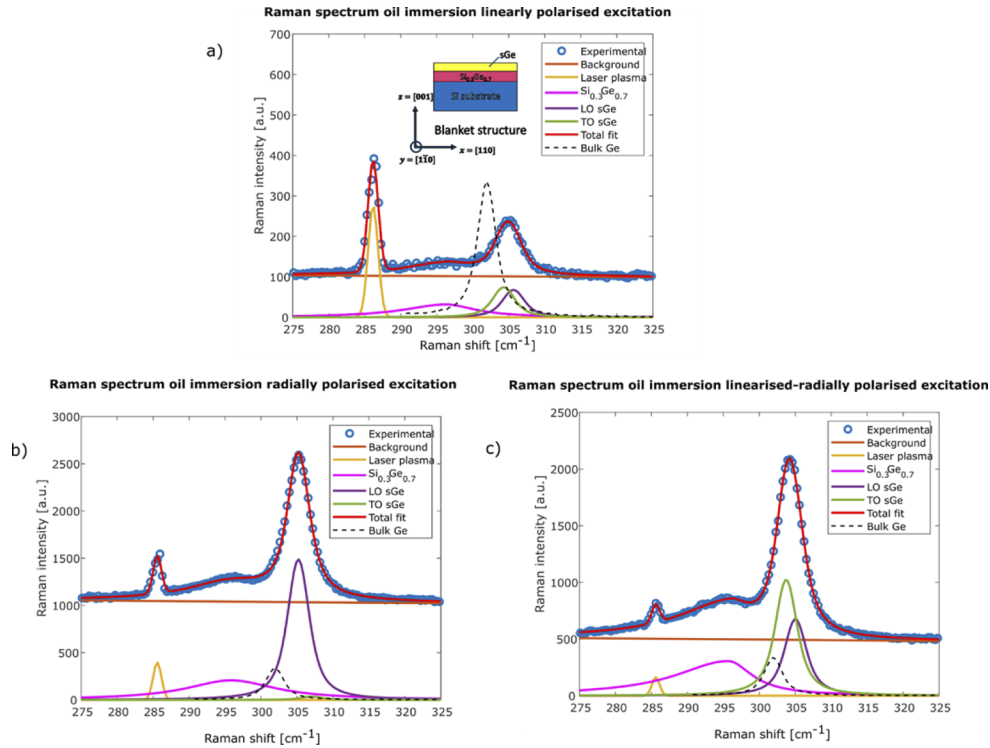 Raman spectrum oil immersion linearly polarised excitation
a)
700
600
500
400
300
200
100
0
Raman intensity [a.u.]
275 280 285 290 295 300 305 310 315 320 325
Raman shift [cm⁻¹]
sGe
Si₀.₃Ge₀.₇
Si substrate
z = [001]
Blanket structure
y = [11̄0]
x = [110]
Experimental
Background
Laser plasma
Si₀.₃Ge₀.₇
LO sGe
TO sGe
Total fit
Bulk Ge
Raman spectrum oil immersion radially polarised excitation
b)
3000
2500
2000
1500
1000
500
0
Raman intensity [a.u.]
275 285 295 300 305 310 315 320 325
Raman shift [cm⁻¹]
Experimental
Background
Laser plasma
Si₀.₃Ge₀.₇
LO sGe
TO sGe
Total fit
Bulk Ge
Raman spectrum oil immersion linearised-radially polarised excitation
c)
2500
2000
1500
1000
500
0
Raman intensity [a.u.]
275 280 285 290 295 300 305 310 315 320 325
Raman shift [cm⁻¹]
Experimental
Background
Laser plasma
Si₀.₃Ge₀.₇
LO sGe
TO sGe
Total fit
Bulk Ge